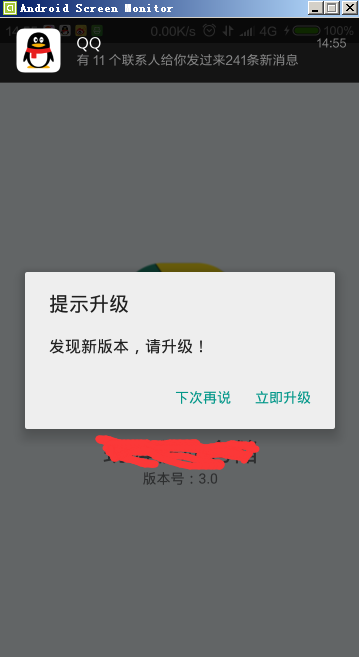 Android Screen Monitor
0.00K/s 4G 100%
QQ 14:55
有 11 个联系人给你发过来241条新消息
提示升级
发现新版本，请升级！
下次再说 立即升级
版本号：3.0